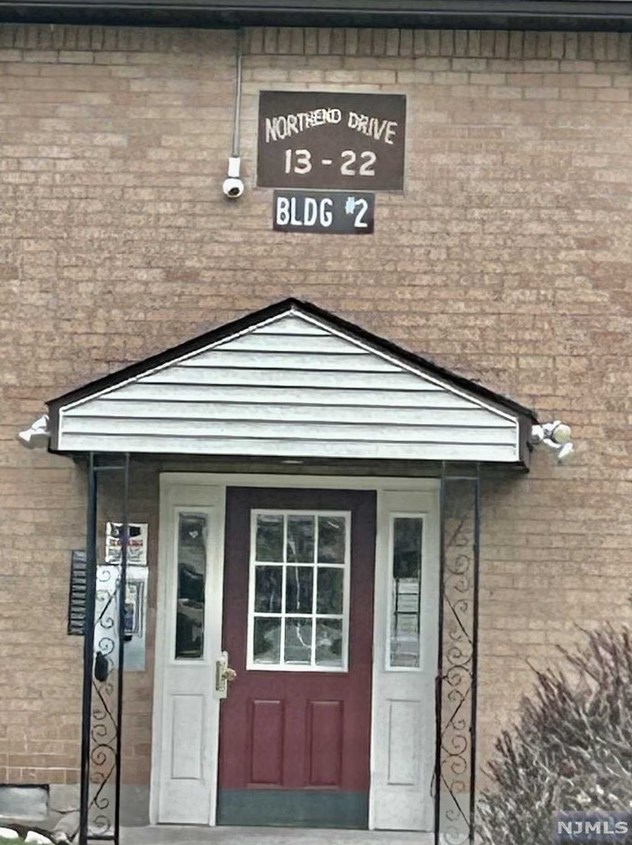 NORTHEND DRIVE
13 - 22
BLDG #2
NJMLS